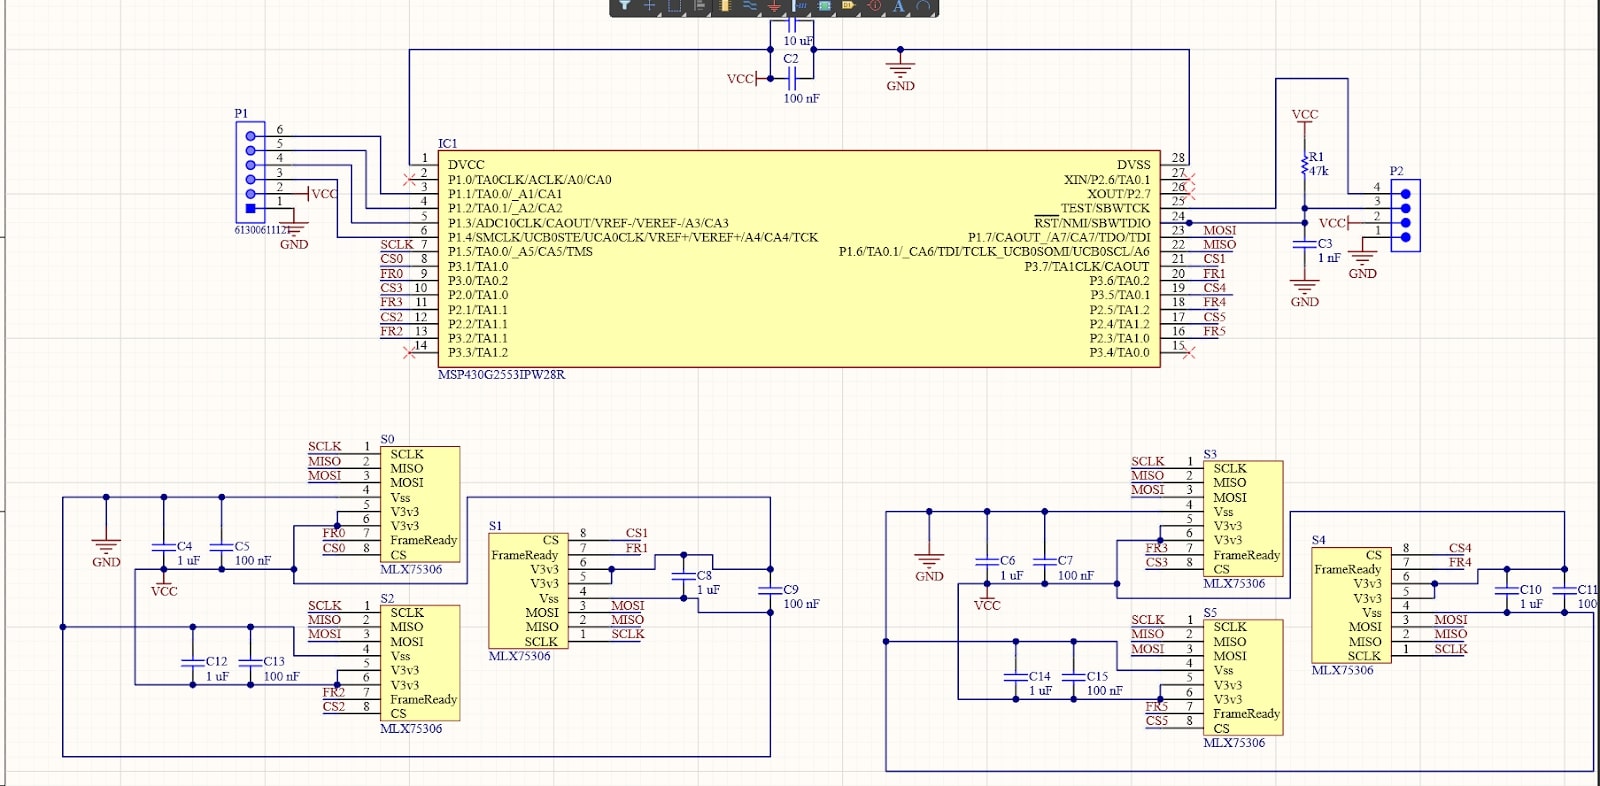 10 uF
C2
VCC
100 nF
GND
P1
6
5
4
3
2
VCC
1
GND
IC1
1 DVCC
2 P1.0/TA0CLK/ACLK/A0/CA0
3 P1.1/TA0.0/_A1/CA1
4 P1.2/TA0.1/_A2/CA2
5 P1.3/ADC10CLK/CAOUT/VREF-/VEREF-/A3/CA3
6 P1.4/SMCLK/UCB0STE/UCA0CLK/VREF+/VEREF+/A4/CA4/TCK
SCLK 7 P1.5/TA0.0/_A5/CA5/TMS
CS0 8 P3.1/TA1.0
FR0 9 P3.0/TA0.2
CS3 10 P2.0/TA1.0
FR3 11 P2.1/TA1.1
CS2 12 P2.2/TA1.1
FR2 13 P3.2/TA1.1
14 P3.3/TA1.2
MSP430G2553IPW28R
DVSS 28
XIN/P2.6/TA0.1 27
XOUT/P2.7 26
TEST/SBWTCK 25
RST/NMI/SBWTDIO 24
P1.7/CAOUT_/A7/CA7/TDO/TDI 23 MOSI
P1.6/TA0.1/_CA6/TDI/TCLK_UCB0SOMI/UCB0SCL/A6 22 MISO
P3.7/TA1CLK/CAOUT 21 CS1
P3.6/TA0.2 20 FR1
P3.5/TA0.1 19 CS4
P2.5/TA1.2 18 FR4
P2.4/TA1.2 17 CS5
P2.3/TA1.0 16 FR5
P3.4/TA0.0 15
VCC
R1
47k
C3
1 nF
GND
P2
4
3
VCC 2
1
GND
S0
SCLK 1 SCLK
MISO 2 MISO
MOSI 3 MOSI
4 Vss
5 V3v3
6 V3v3
FR0 7 FrameReady
CS0 8 CS
MLX75306
GND
C4
1 uF
C5
100 nF
VCC
S1
CS 8 CS1
FrameReady 7 FR1
V3v3 6
V3v3 5
Vss 4
MOSI 3 MOSI
MISO 2 MISO
SCLK 1 SCLK
MLX75306
C8
1 uF
C9
100 nF
S2
SCLK 1 SCLK
MISO 2 MISO
MOSI 3 MOSI
4 Vss
5 V3v3
6 V3v3
FR2 7 FrameReady
CS2 8 CS
MLX75306
C12
1 uF
C13
100 nF
S3
SCLK 1 SCLK
MISO 2 MISO
MOSI 3 MOSI
4 Vss
5 V3v3
6 V3v3
FR3 7 FrameReady
CS3 8 CS
MLX75306
GND
C6
1 uF
C7
100 nF
VCC
S4
CS 8 CS4
FrameReady 7 FR4
V3v3 6
V3v3 5
Vss 4
MOSI 3 MOSI
MISO 2 MISO
SCLK 1 SCLK
MLX75306
C10
1 uF
C11
100
S5
SCLK 1 SCLK
MISO 2 MISO
MOSI 3 MOSI
4 Vss
5 V3v3
6 V3v3
FR5 7 FrameReady
CS5 8 CS
MLX75306
C14
1 uF
C15
100 nF